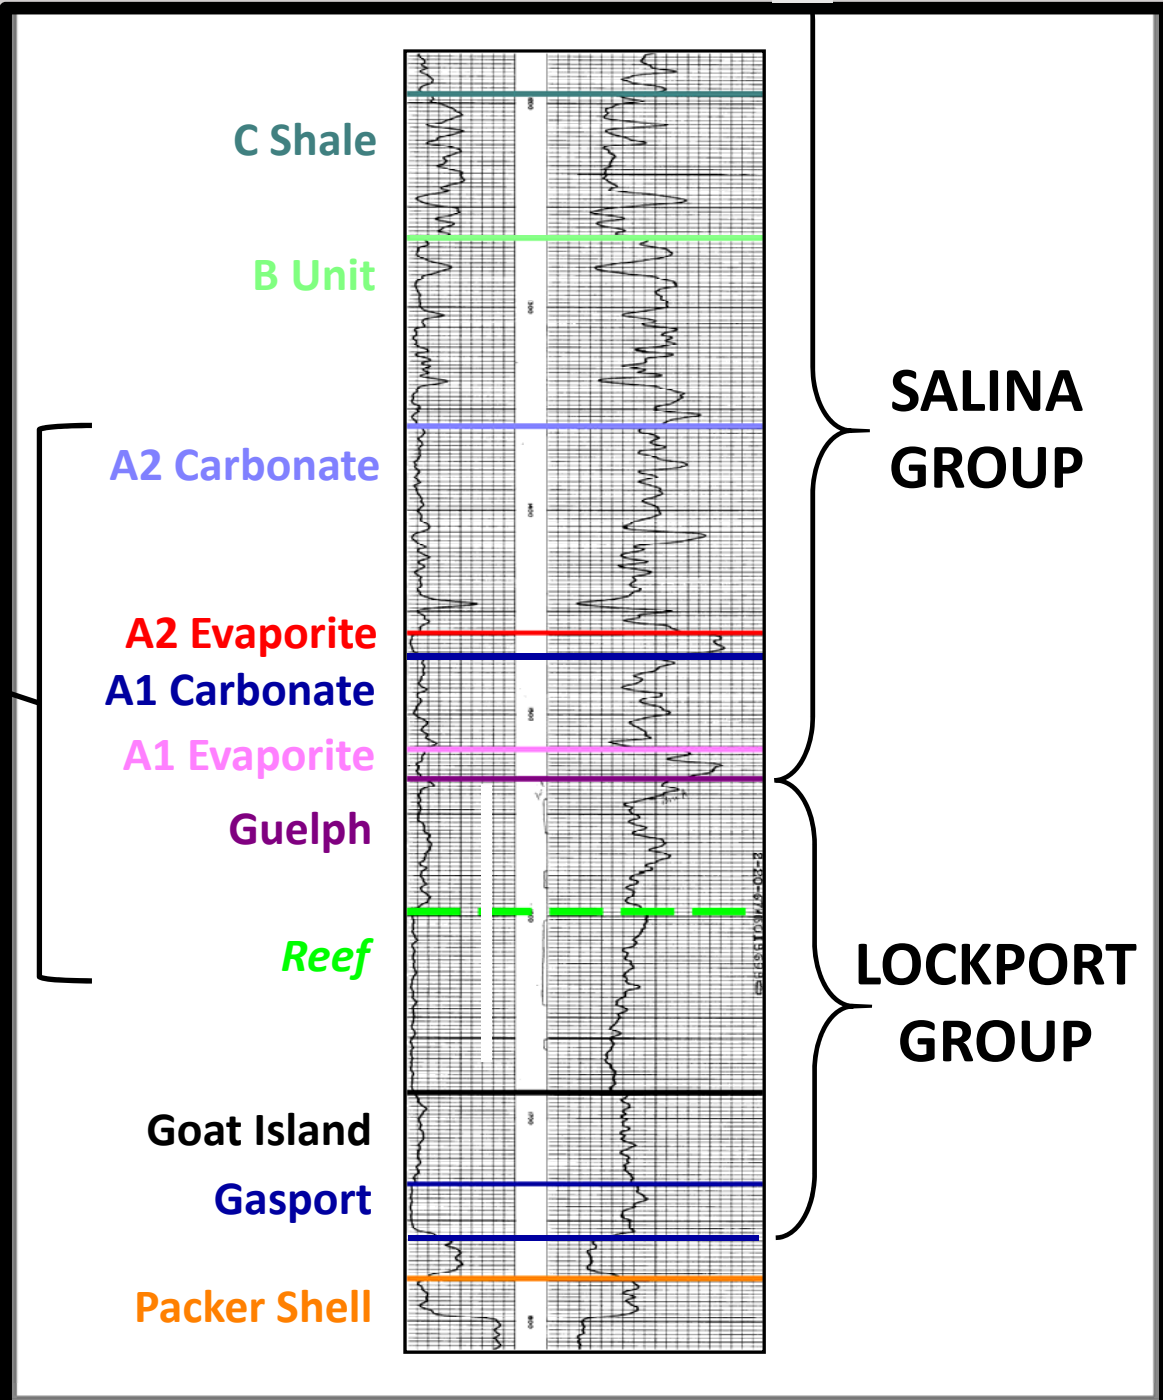 C Shale
B Unit
300
A2 Carbonate
SALINA
GROUP
A2 Evaporite
A1 Carbonate
A1 Evaporite
Guelph
Reef
LOCKPORT
GROUP
Goat Island
Gasport
Packer Shell